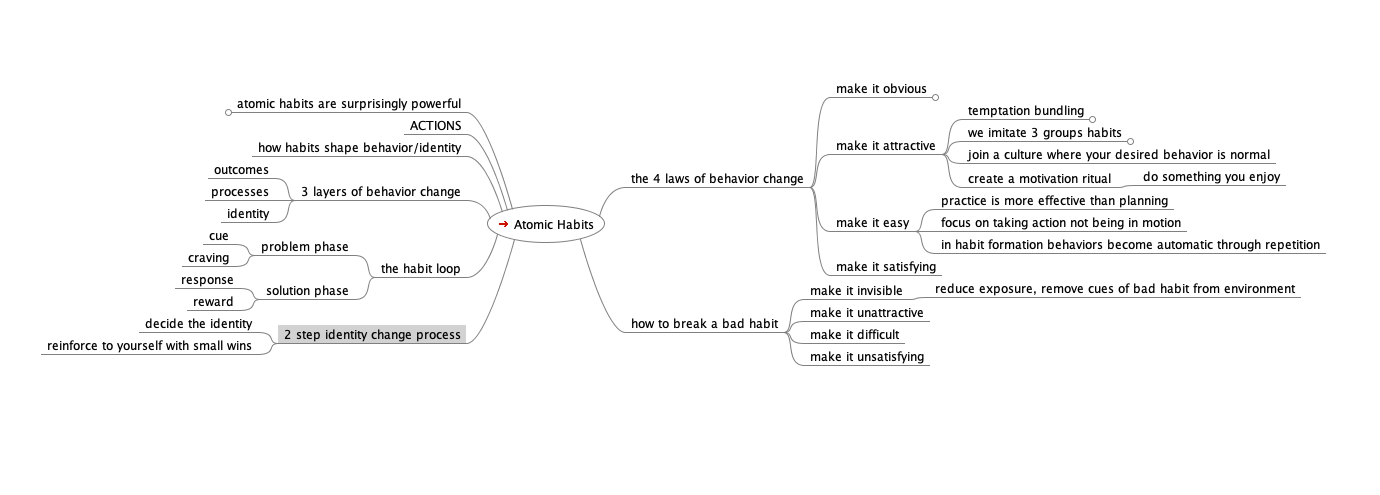 Atomic Habits
atomic habits are surprisingly powerful
ACTIONS
how habits shape behavior/identity
3 layers of behavior change
outcomes
processes
identity
the habit loop
problem phase
cue
craving
solution phase
response
reward
2 step identity change process
decide the identity
reinforce to yourself with small wins
the 4 laws of behavior change
make it obvious
make it attractive
temptation bundling
we imitate 3 groups habits
join a culture where your desired behavior is normal
create a motivation ritual
do something you enjoy
make it easy
practice is more effective than planning
focus on taking action not being in motion
in habit formation behaviors become automatic through repetition
make it satisfying
how to break a bad habit
make it invisible
reduce exposure, remove cues of bad habit from environment
make it unattractive
make it difficult
make it unsatisfying